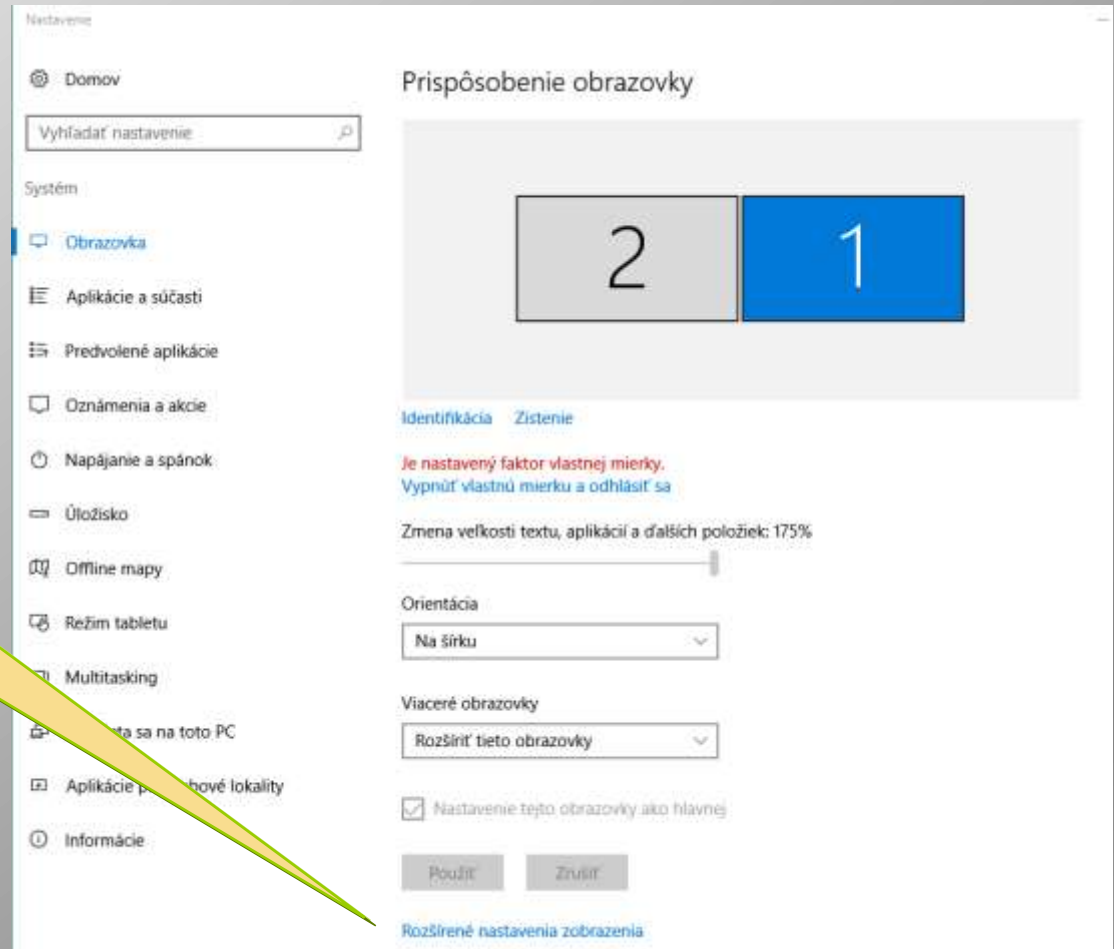 Nastavenie
Domov
Vyhľadať nastavenie
Systém
Obrazovka
Aplikácie a súčasti
Predvolené aplikácie
Oznámenia a akcie
Napájanie a spánok
Úložisko
Offline mapy
Režim tabletu
Multitasking
ta sa na toto PC
Aplikácie p bové lokality
Informácie
Prispôsobenie obrazovky
2 1
Identifikácia Zistenie
Je nastavený faktor vlastnej mierky.
Vypnúť vlastnú mierku a odhlásiť sa
Zmena veľkosti textu, aplikácií a ďalších položiek: 175%
Orientácia
Na šírku
Viaceré obrazovky
Rozšíriť tieto obrazovky
Nastavenie tejto obrazovky ako hlavnej
Použiť Zrušiť
Rozšírené nastavenia zobrazenia